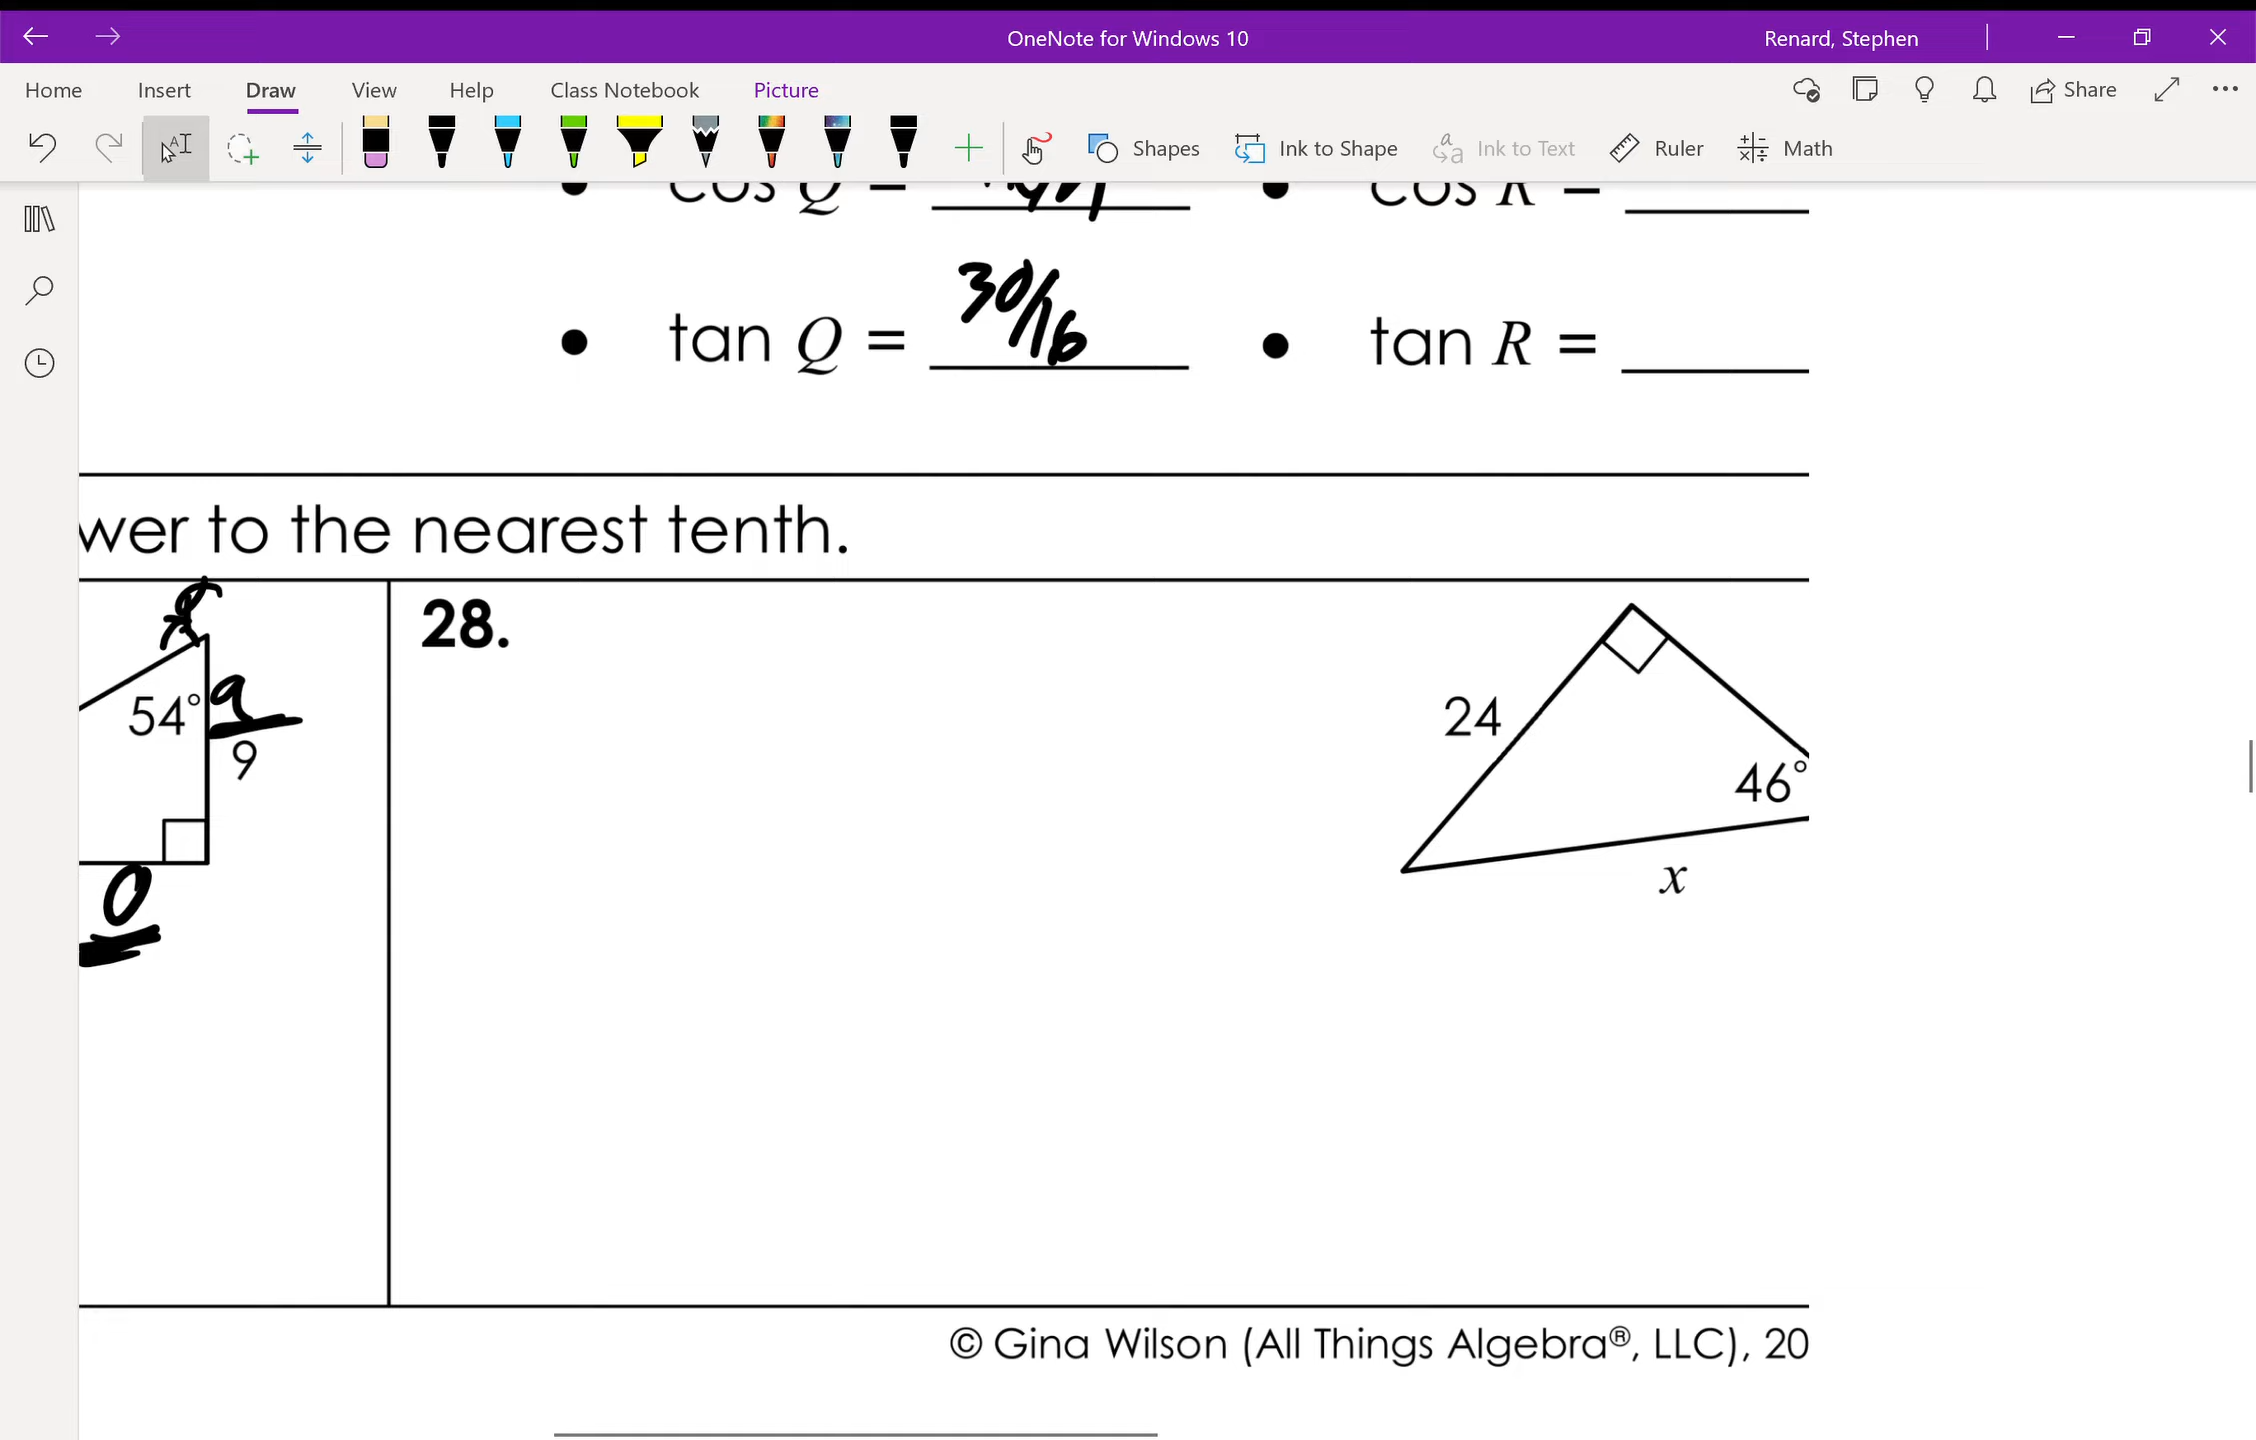 OneNote for Windows 10
Renard, Stephen
Home Insert Draw View Help Class Notebook Picture Share
Shapes Ink to Shape Ink to Text Ruler Math
• cos Q = • cos R =
• tan Q = 30/16 • tan R =
wer to the nearest tenth.
28.
54° a
9
O
24
46°
x
© Gina Wilson (All Things Algebra®, LLC), 20